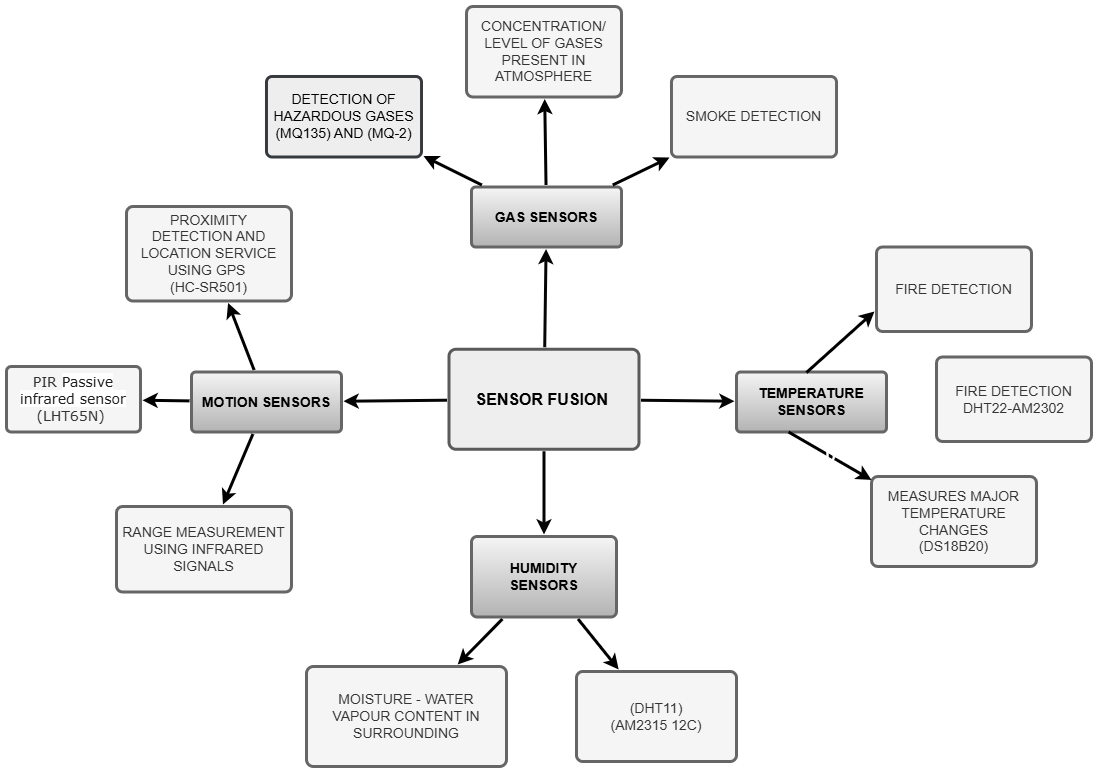 CONCENTRATION/
LEVEL OF GASES
PRESENT IN
ATMOSPHERE
DETECTION OF
HAZARDOUS GASES
(MQ135) AND (MQ-2)
SMOKE DETECTION
GAS SENSORS
PROXIMITY
DETECTION AND
LOCATION SERVICE
USING GPS
(HC-SR501)
FIRE DETECTION
PIR Passive
infrared sensor
(LHT65N)
MOTION SENSORS
SENSOR FUSION
TEMPERATURE
SENSORS
FIRE DETECTION
DHT22-AM2302
RANGE MEASUREMENT
USING INFRARED
SIGNALS
MEASURES MAJOR
TEMPERATURE
CHANGES
(DS18B20)
HUMIDITY
SENSORS
MOISTURE - WATER
VAPOUR CONTENT IN
SURROUNDING
(DHT11)
(AM2315 12C)